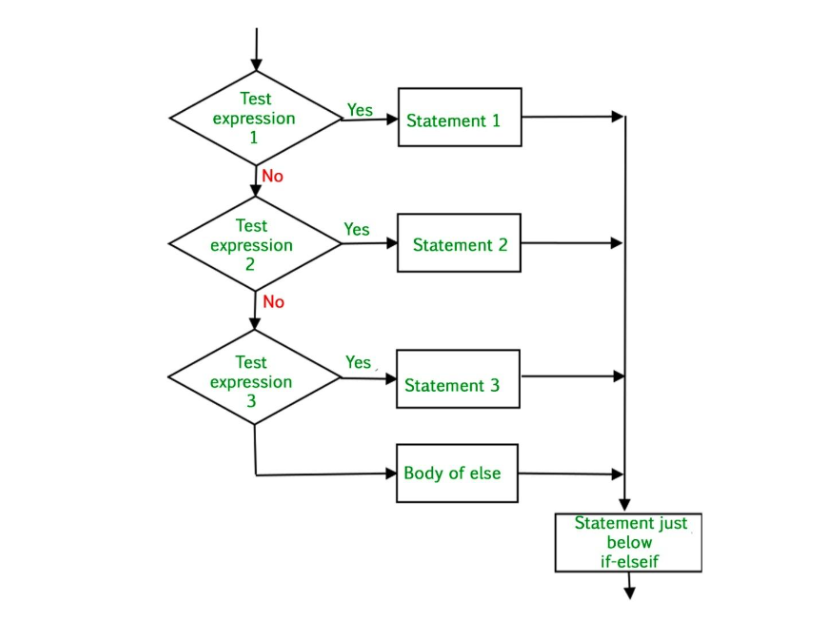 Test
expression
1
Yes
Statement 1
No
Test
expression
2
Yes
Statement 2
No
Test
expression
3
Yes
Statement 3
Body of else
Statement just
below
if-elseif